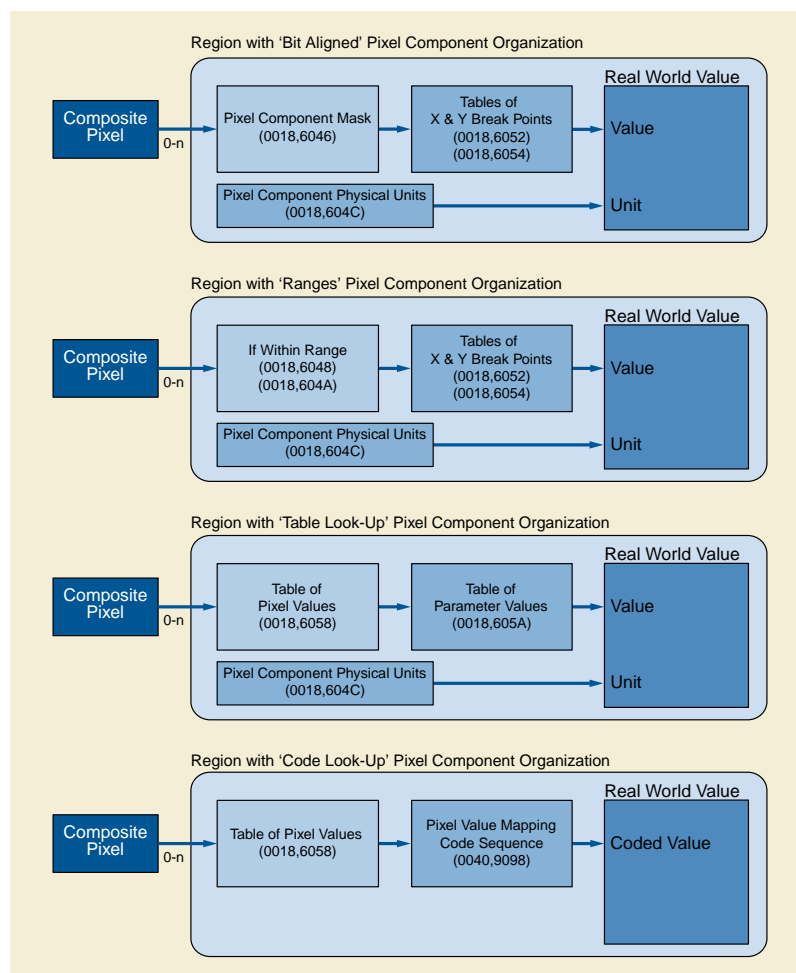 Region with ‘Bit Aligned’ Pixel Component Organization
Real World Value
Composite
Pixel
0-n
Pixel Component Mask
(0018,6046)
Tables of
X & Y Break Points
(0018,6052)
(0018,6054)
Value
Pixel Component Physical Units
(0018,604C)
Unit
Region with ‘Ranges’ Pixel Component Organization
Real World Value
Composite
Pixel
0-n
If Within Range
(0018,6048)
(0018,604A)
Tables of
X & Y Break Points
(0018,6052)
(0018,6054)
Value
Pixel Component Physical Units
(0018,604C)
Unit
Region with ‘Table Look-Up’ Pixel Component Organization
Real World Value
Composite
Pixel
0-n
Table of
Pixel Values
(0018,6058)
Table of
Parameter Values
(0018,605A)
Value
Pixel Component Physical Units
(0018,604C)
Unit
Region with ‘Code Look-Up’ Pixel Component Organization
Real World Value
Composite
Pixel
0-n
Table of Pixel Values
(0018,6058)
Pixel Value Mapping
Code Sequence
(0040,9098)
Coded Value